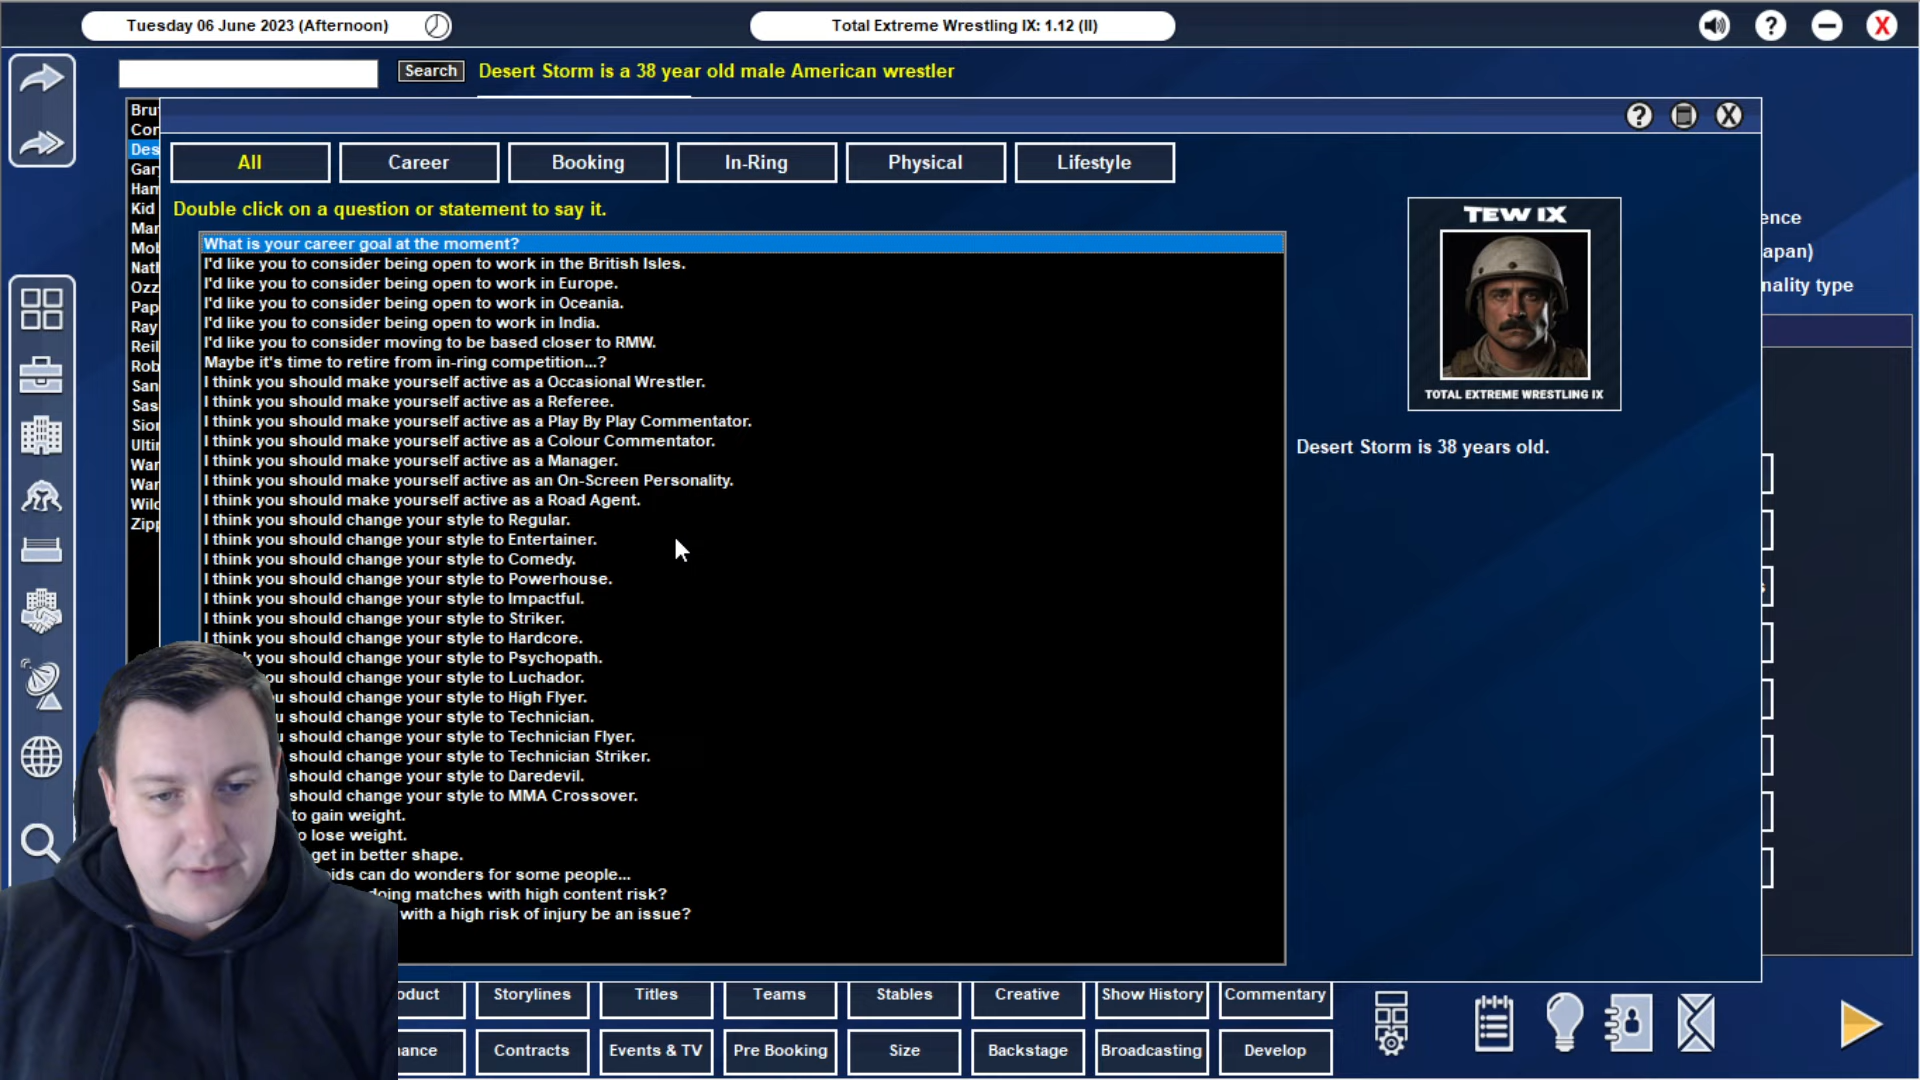 Tuesday 06 June 2023 (Afternoon)
Total Extreme Wrestling IX: 1.12 (II)
?
X
Search
Desert Storm is a 38 year old male American wrestler
Bru
Cor
Des
Gar
Ham
Kid
Mar
Mob
Nath
Ozz
Pap
Ray
Reil
Rob
San
Sas
Sion
Ulti
War
War
Wild
Zipp
?
X
All
Career
Booking
In-Ring
Physical
Lifestyle
Double click on a question or statement to say it.
What is your career goal at the moment?
I'd like you to consider being open to work in the British Isles.
I'd like you to consider being open to work in Europe.
I'd like you to consider being open to work in Oceania.
I'd like you to consider being open to work in India.
I'd like you to consider moving to be based closer to RMW.
Maybe it's time to retire from in-ring competition...?
I think you should make yourself active as a Occasional Wrestler.
I think you should make yourself active as a Referee.
I think you should make yourself active as a Play By Play Commentator.
I think you should make yourself active as a Colour Commentator.
I think you should make yourself active as a Manager.
I think you should make yourself active as an On-Screen Personality.
I think you should make yourself active as a Road Agent.
I think you should change your style to Regular.
I think you should change your style to Entertainer.
I think you should change your style to Comedy.
I think you should change your style to Powerhouse.
I think you should change your style to Impactful.
I think you should change your style to Striker.
I think you should change your style to Hardcore.
k you should change your style to Psychopath.
ou should change your style to Luchador.
u should change your style to High Flyer.
u should change your style to Technician.
u should change your style to Technician Flyer.
should change your style to Technician Striker.
should change your style to Daredevil.
should change your style to MMA Crossover.
to gain weight.
o lose weight.
get in better shape.
oids can do wonders for some people...
doing matches with high content risk?
with a high risk of injury be an issue?
TEW IX
TOTAL EXTREME WRESTLING IX
Desert Storm is 38 years old.
ence
apan)
nality type
oduct
Storylines
Titles
Teams
Stables
Creative
Show History
Commentary
ance
Contracts
Events & TV
Pre Booking
Size
Backstage
Broadcasting
Develop